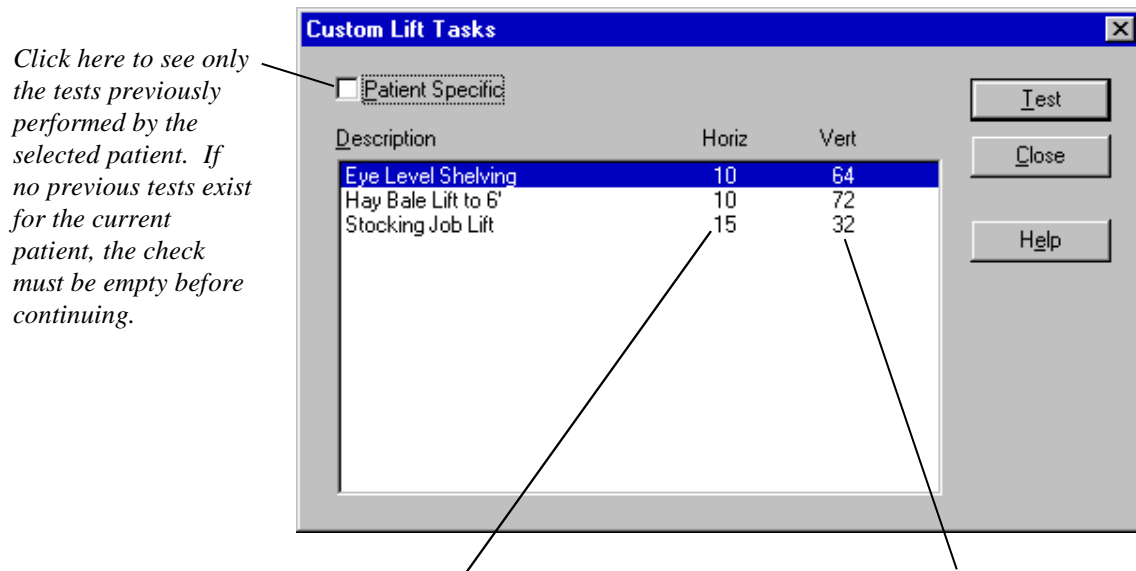 Click here to see only
the tests previously
performed by the
selected patient.  If
no previous tests exist
for the current
patient, the check
must be empty before
continuing.
Custom Lift Tasks
Patient Specific
Description Horiz Vert
Eye Level Shelving 10 64
Hay Bale Lift to 6' 10 72
Stocking Job Lift 15 32
Test
Close
Help